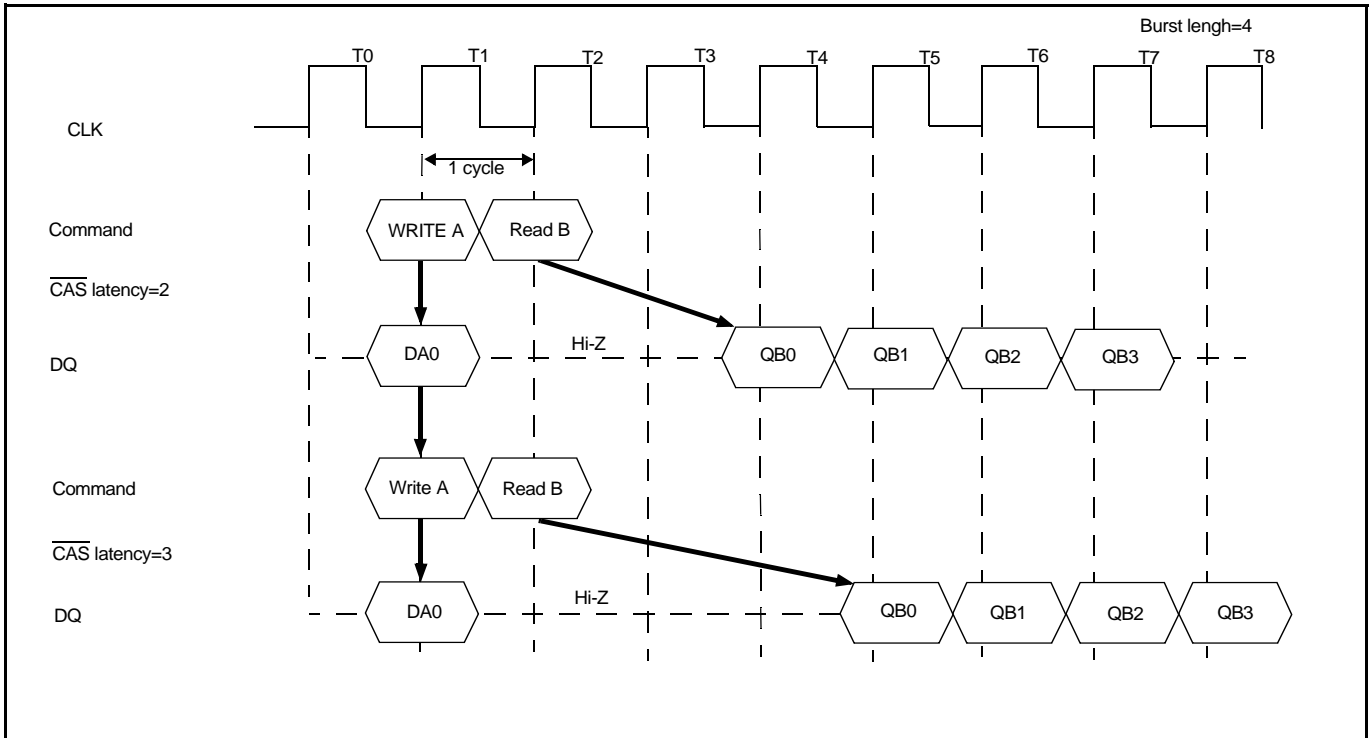 Burst lengh=4
T0 T1 T2 T3 T4 T5 T6 T7 T8
CLK
1 cycle
Command WRITE A Read B
CAS latency=2
DQ DA0 Hi-Z QB0 QB1 QB2 QB3
Command Write A Read B
CAS latency=3
DQ DA0 Hi-Z QB0 QB1 QB2 QB3